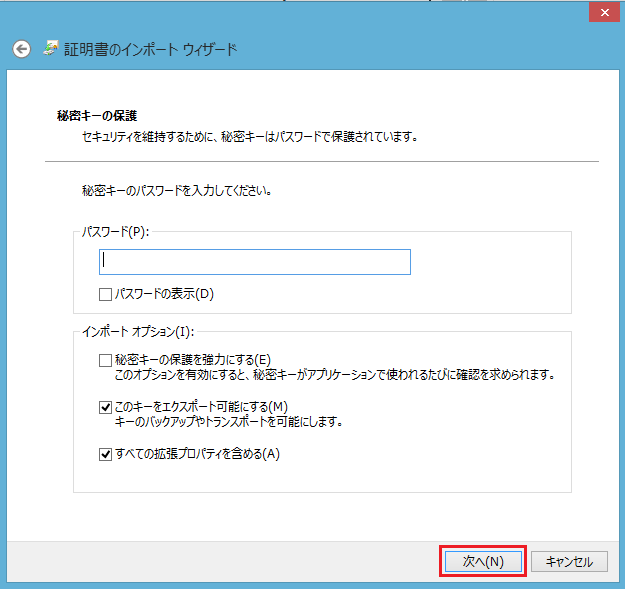 証明書のインポート ウィザード
秘密キーの保護
セキュリティを維持するために、秘密キーはパスワードで保護されています。
秘密キーのパスワードを入力してください。
パスワード(P):
パスワードの表示(D)
インポート オプション(I):
秘密キーの保護を強力にする(E)
このオプションを有効にすると、秘密キーがアプリケーションで使われるたびに確認を求められます。
このキーをエクスポート可能にする(M)
キーのバックアップやトランスポートを可能にします。
すべての拡張プロパティを含める(A)
次へ(N)
キャンセル